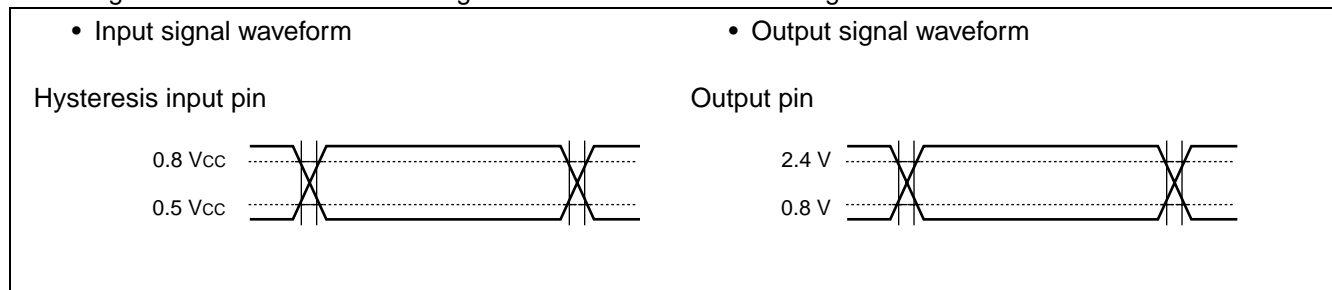 • Input signal waveform
• Output signal waveform
Hysteresis input pin
Output pin
0.8 VCC
0.5 VCC
2.4 V
0.8 V